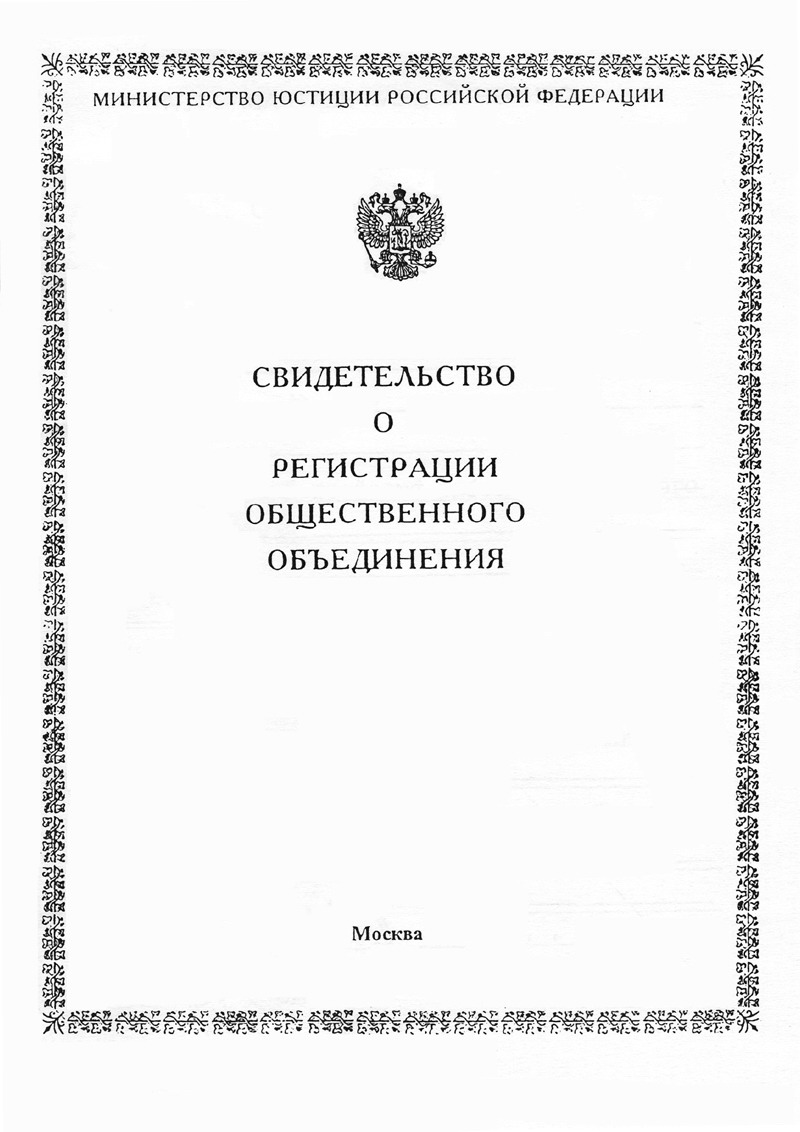 МИНИСТЕРСТВО ЮСТИЦИИ РОССИЙСКОЙ ФЕДЕРАЦИИ
СВИДЕТЕЛЬСТВО
О
РЕГИСТРАЦИИ
ОБЩЕСТВЕННОГО
ОБЪЕДИНЕНИЯ
Москва